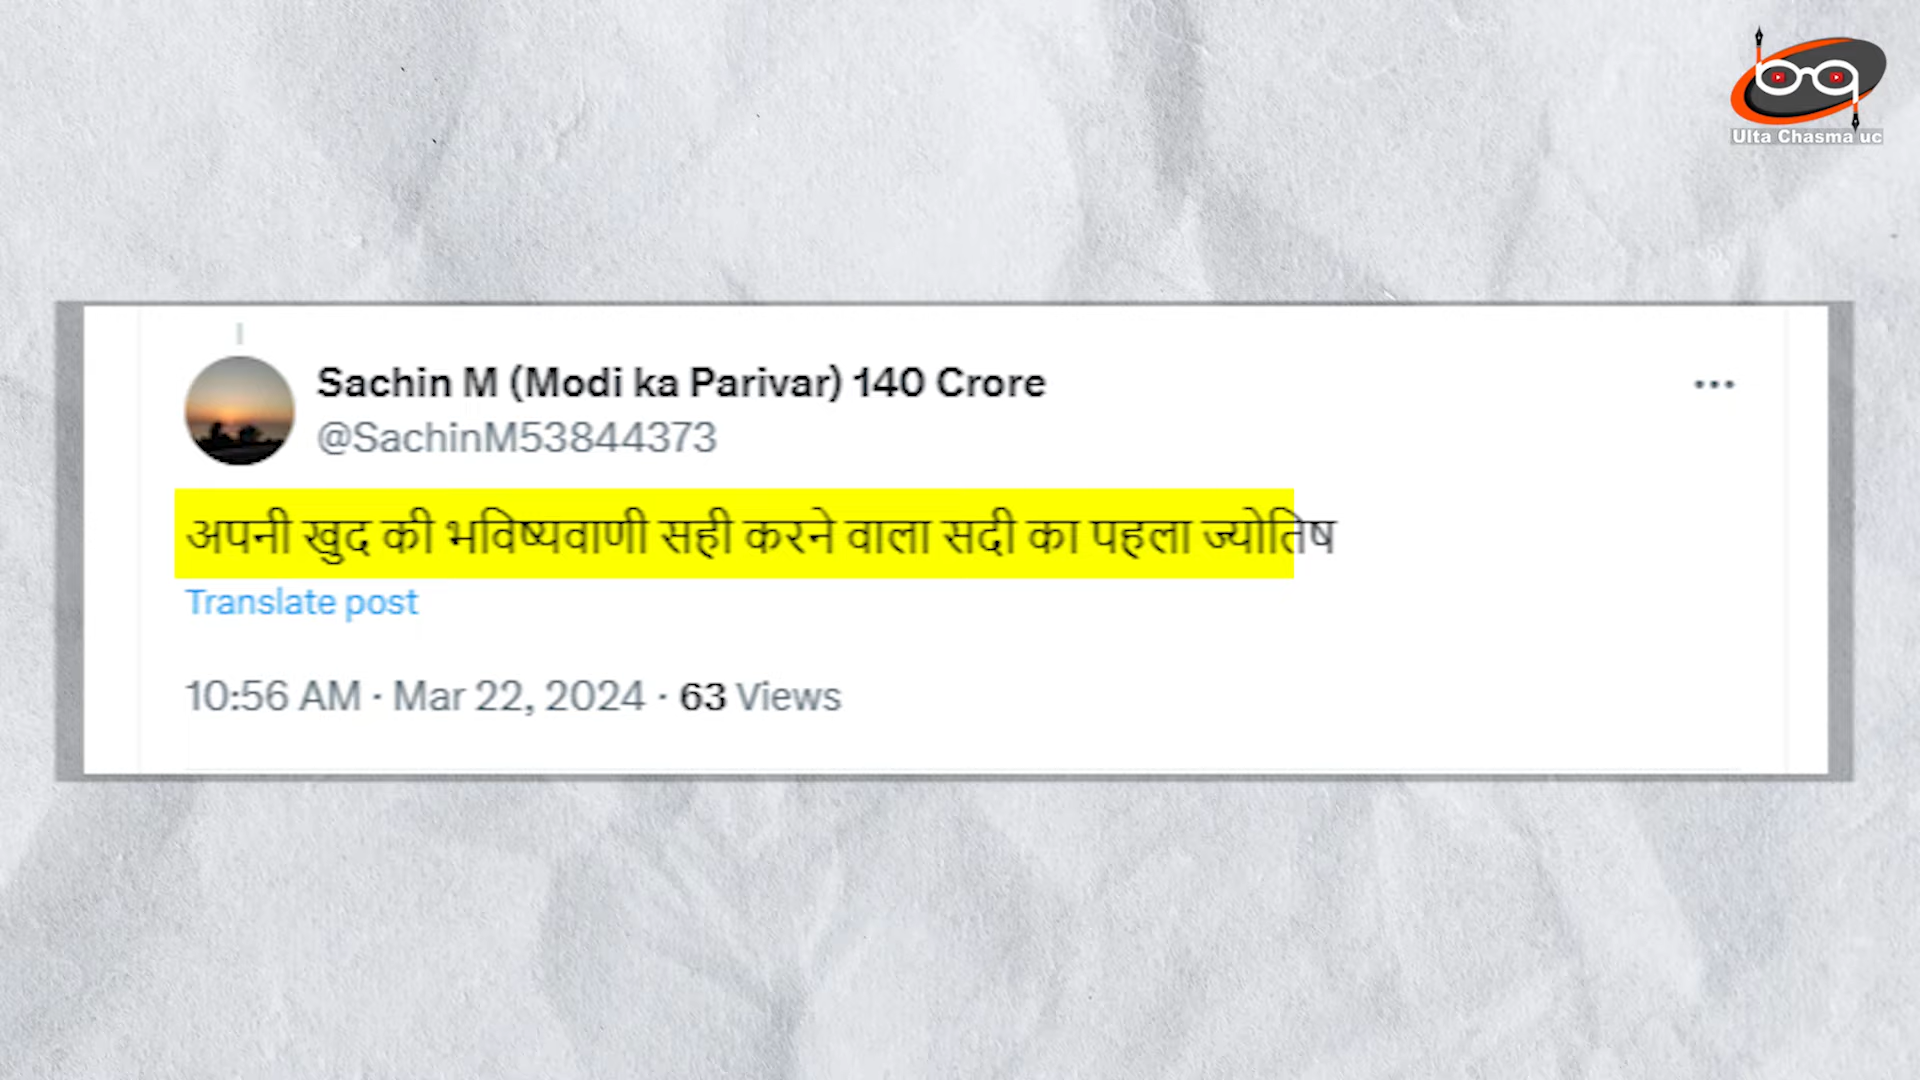 Ulta Chasma uc
Sachin M (Modi ka Parivar) 140 Crore
@SachinM53844373
अपनी खुद की भविष्यवाणी सही करने वाला सदी का पहला ज्योतिष
Translate post
10:56 AM · Mar 22, 2024 · 63 Views